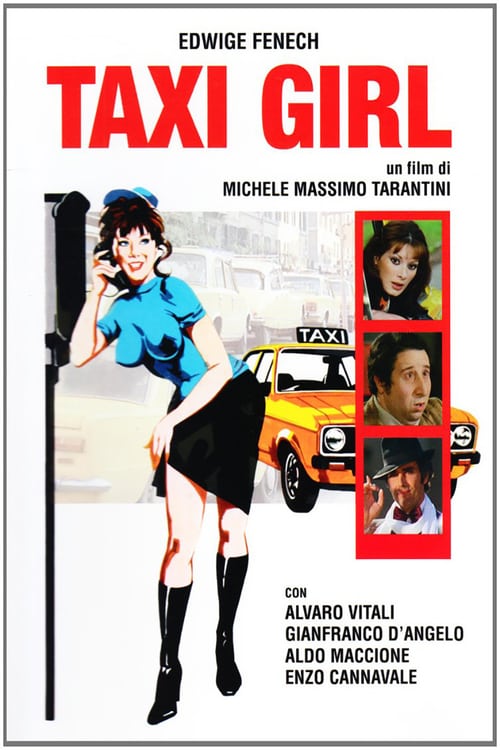 EDWIGE FENECH
TAXI GIRL
un film di
MICHELE MASSIMO TARANTINI
TAXI
CON
ALVARO VITALI
GIANFRANCO D'ANGELO
ALDO MACCIONE
ENZO CANNAVALE